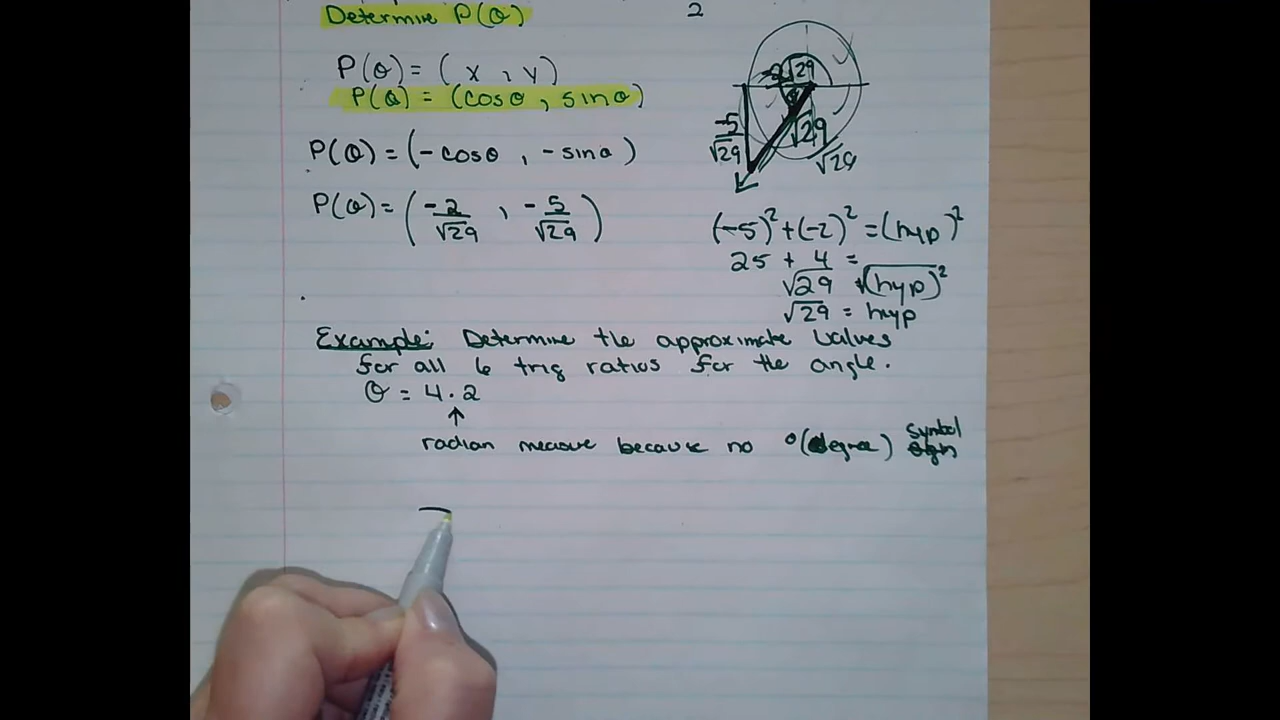 Determine P(θ)
2
P(θ) = ( x , y )
P(θ) = (cosθ , sinθ)
P(θ) = (-cosθ , -sinθ)
P(θ) = (-2/√29 , -5/√29)
√29
-5/√29
√29
√29
(-5)² + (-2)² = (hyp)²
25 + 4 =
√29 √(hyp)²
√29 = hyp
Example: Determine the approximate values
for all 6 trig ratios for the angle.
θ = 4.2
↑
radian measure because no °(degree) symbol